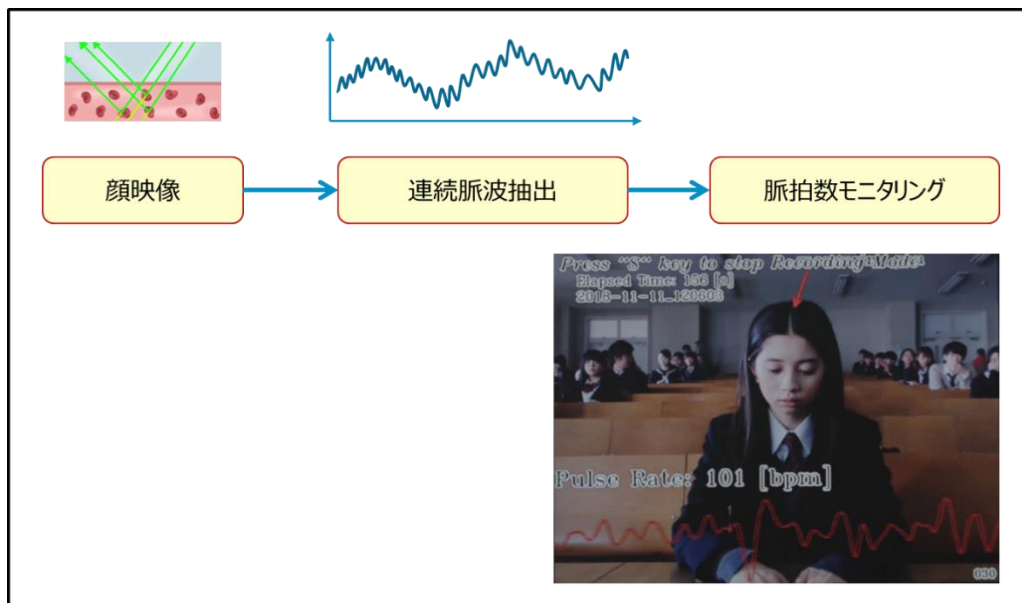 顔映像
連続脈波抽出
脈拍数モニタリング
Press "S" key to stop Recording Mode
Elapsed Time: 156 [s]
2018-11-11_120603
Pulse Rate: 101 [bpm]
030